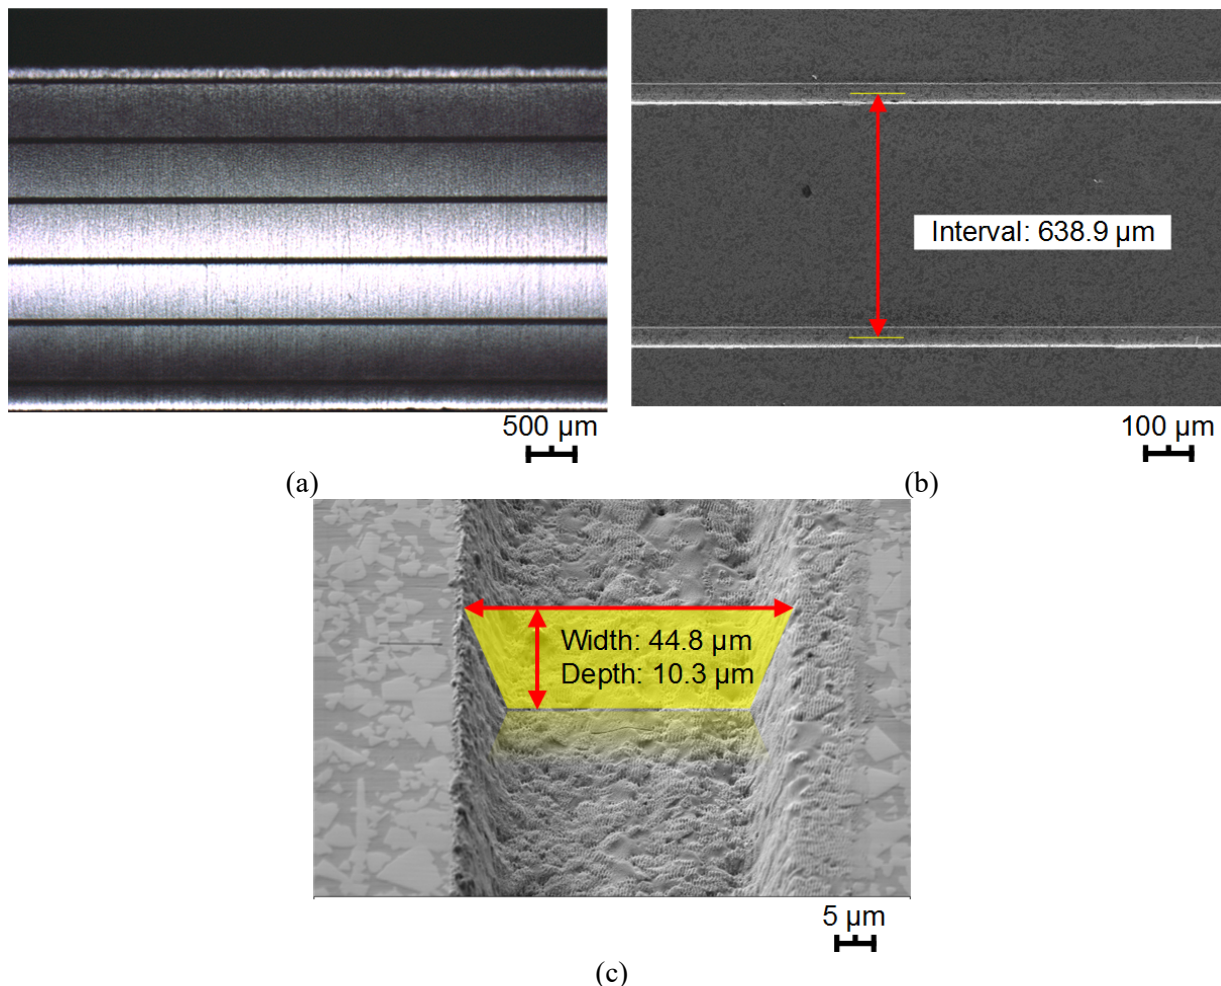 Interval: 638.9 µm
500 µm
100 µm
(a)
(b)
Width: 44.8 µm
Depth: 10.3 µm
5 µm
(c)